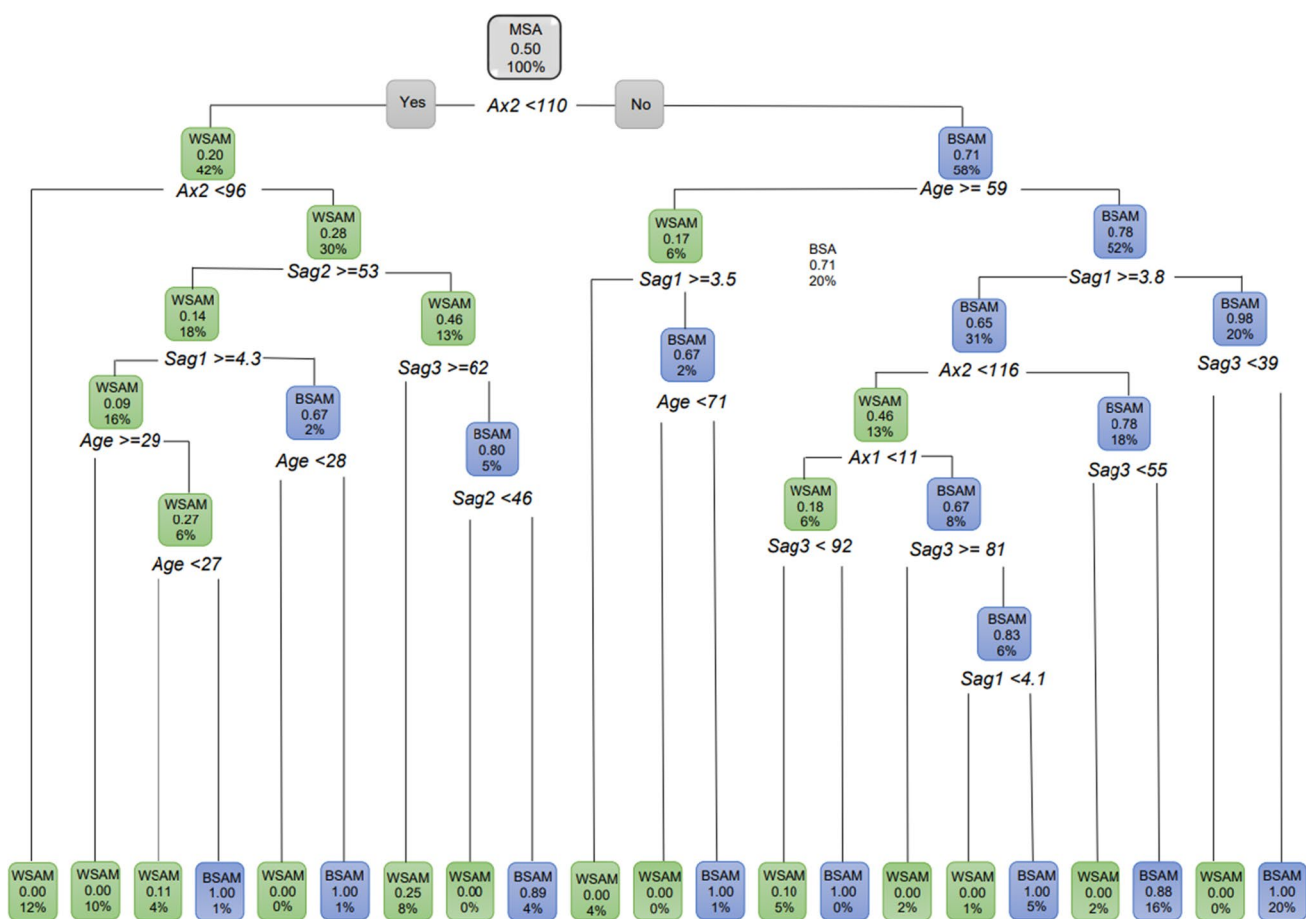 MSA
0.50
100%
Yes
Ax2 <110
No
WSAM
0.20
42%
BSAM
0.71
58%
Ax2 <96
Age >= 59
WSAM
0.28
30%
WSAM
0.17
6%
BSA
0.71
20%
BSAM
0.78
52%
Sag2 >=53
Sag1 >=3.5
Sag1 >=3.8
WSAM
0.14
18%
WSAM
0.46
13%
BSAM
0.67
2%
BSAM
0.65
31%
BSAM
0.98
20%
Sag1 >=4.3
Sag3 >=62
Age <71
Ax2 <116
Sag3 <39
WSAM
0.09
16%
BSAM
0.67
2%
BSAM
0.80
5%
WSAM
0.46
13%
BSAM
0.78
18%
Age >=29
Age <28
Sag2 <46
Ax1 <11
Sag3 <55
WSAM
0.27
6%
WSAM
0.18
6%
BSAM
0.67
8%
Age <27
Sag3 < 92
Sag3 >= 81
BSAM
0.83
6%
Sag1 <4.1
WSAM
0.00
12%
WSAM
0.00
10%
WSAM
0.11
4%
BSAM
1.00
1%
WSAM
0.00
0%
BSAM
1.00
1%
WSAM
0.25
8%
WSAM
0.00
0%
BSAM
0.89
4%
WSAM
0.00
4%
WSAM
0.00
0%
BSAM
1.00
1%
WSAM
0.10
5%
BSAM
1.00
0%
WSAM
0.00
2%
WSAM
0.00
1%
BSAM
1.00
5%
WSAM
0.00
2%
BSAM
0.88
16%
WSAM
0.00
0%
BSAM
1.00
20%